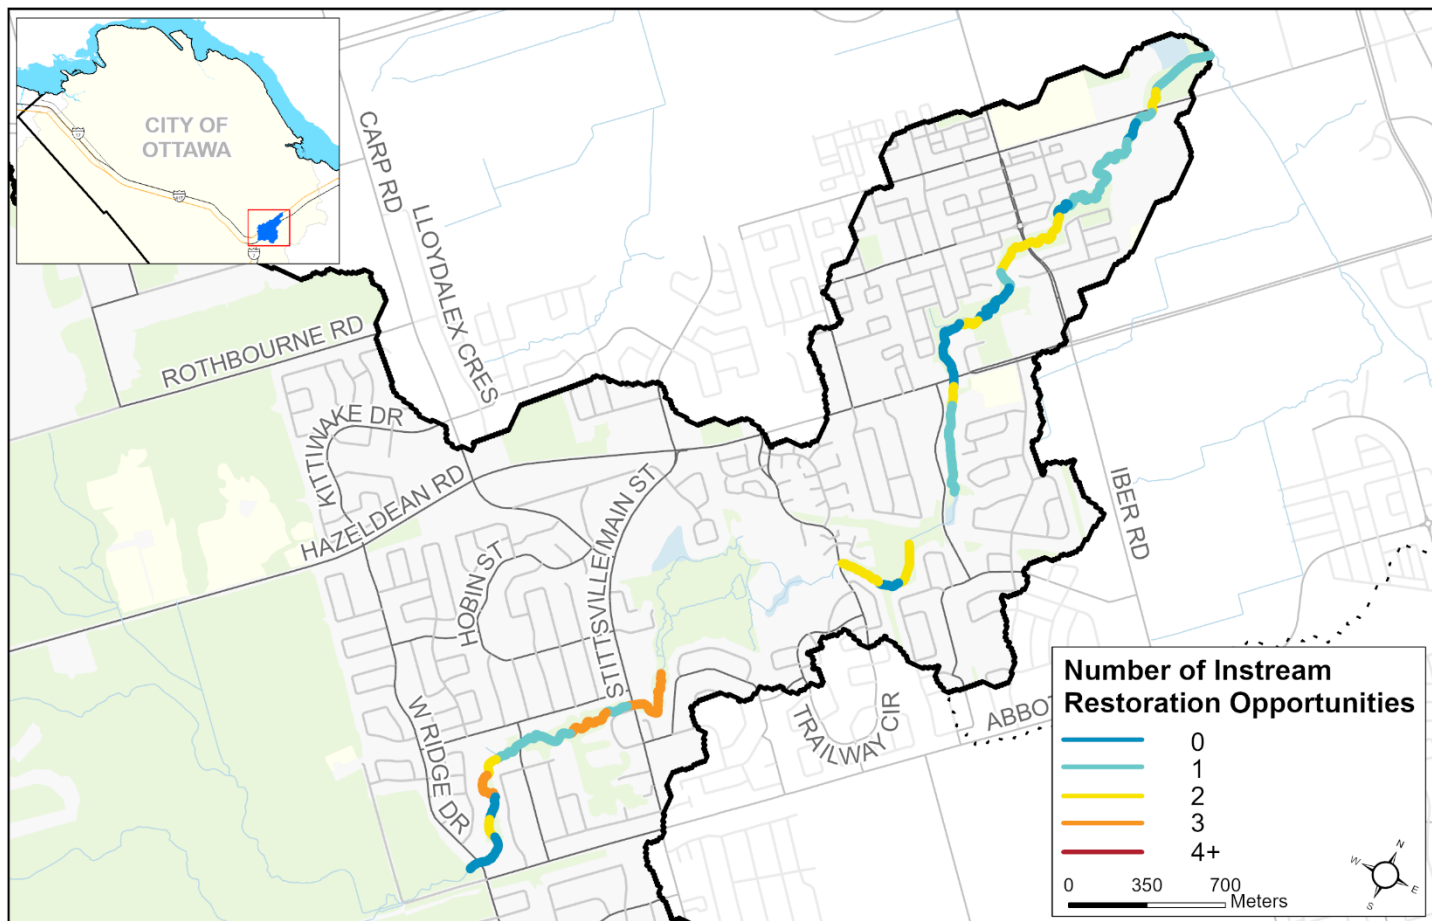 CITY OF
OTTAWA
CARP RD
LLOYDALEX CRES
ROTHBOURNE RD
KITTIWAKE DR
HAZELDEAN RD
HOBIN ST
STITTSVILLE MAIN ST
W RIDGE DR
TRAILWAY CIR
IBER RD
ABBO
Number of Instream
Restoration Opportunities
0
1
2
3
4+
0 350 700
Meters
N
W
E
S